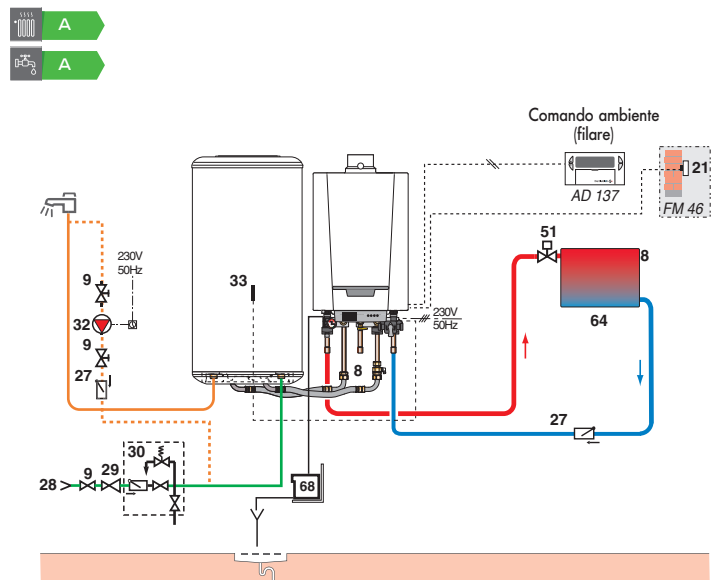 A
A
Comando ambiente
(filare)
AD 137
21
FM 46
51
8
64
230V
50Hz
9
32
9
27
33
230V
50Hz
8
27
30
28
9
29
68